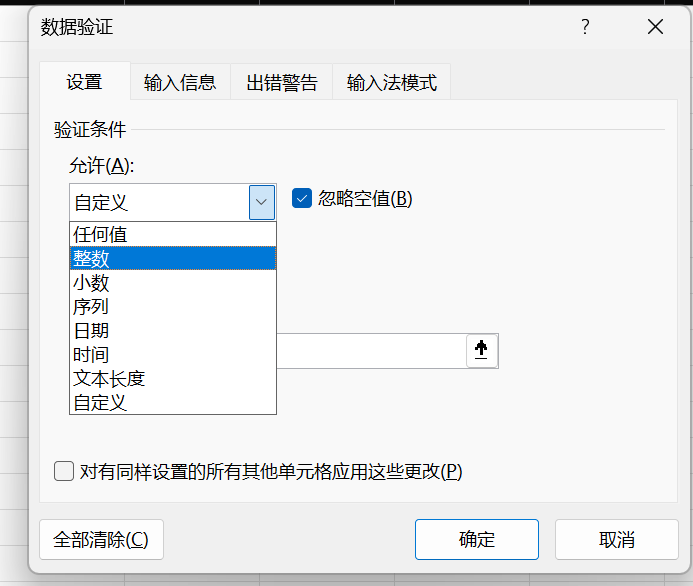 数据验证 ?
设置 输入信息 出错警告 输入法模式
验证条件
允许(A):
自定义 忽略空值(B)
任何值
整数
小数
序列
日期
时间
文本长度
自定义
对有同样设置的所有其他单元格应用这些更改(P)
全部清除(C) 确定 取消